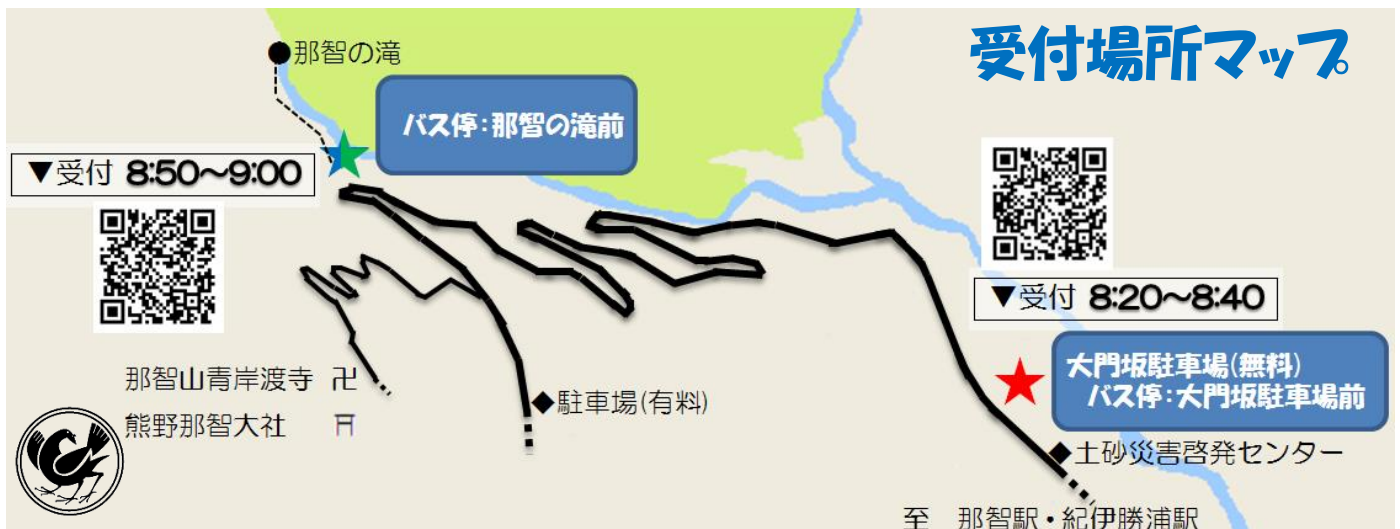 受付場所マップ
●那智の滝
バス停：那智の滝前
▼受付 8:50～9:00
▼受付 8:20～8:40
大門坂駐車場(無料)
バス停：大門坂駐車場前
那智山青岸渡寺 卍
熊野那智大社
◆駐車場(有料)
◆土砂災害啓発センター
至 那智駅・紀伊勝浦駅